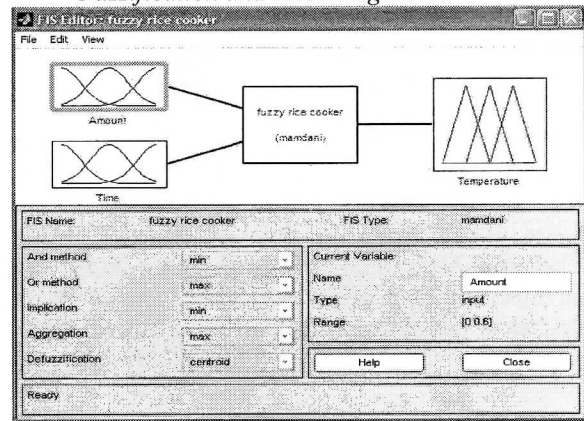 FIS Editor: fuzzy rice cooker
File Edit View
Amount
Time
fuzzy rice cooker
(mamdani)
Temperature
FIS Name: fuzzy rice cooker FIS Type: mamdani
And method min
Or method max
Implication min
Aggregation max
Defuzzification centroid
Current Variable
Name Amount
Type input
Range [0 0.6]
Help Close
Ready